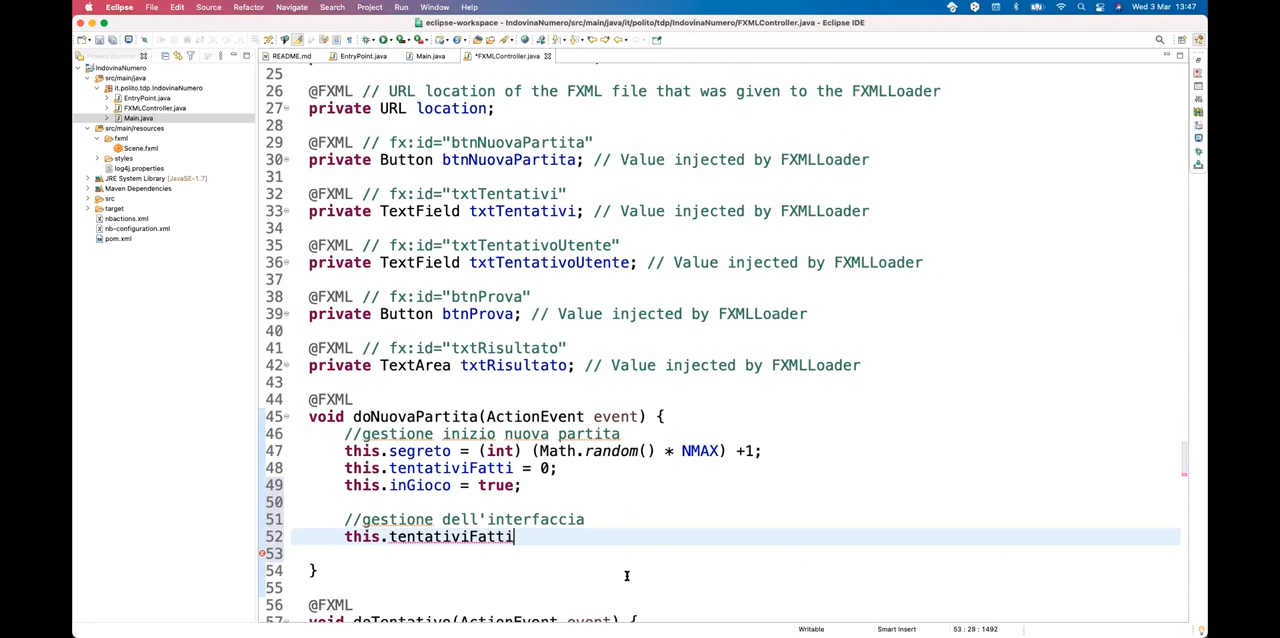 Eclipse File Edit Source Refactor Navigate Search Project Run Window Help Wed 3 Mar 13:47
eclipse-workspace - IndovinaNumero/src/main/java/it/polito/tdp/IndovinaNumero/FXMLController.java - Eclipse IDE
Project Explorer README.md EntryPoint.java Main.java *FXMLController.java
IndovinaNumero
src/main/java
it.polito.tdp.IndovinaNumero
EntryPoint.java
FXMLController.java
Main.java
src/main/resources
fxml
Scene.fxml
styles
log4j.properties
JRE System Library [JavaSE-1.7]
Maven Dependencies
src
target
nbactions.xml
nb-configuration.xml
pom.xml
25
26 @FXML // URL location of the FXML file that was given to the FXMLLoader
27 private URL location;
28
29 @FXML // fx:id="btnNuovaPartita"
30 private Button btnNuovaPartita; // Value injected by FXMLLoader
31
32 @FXML // fx:id="txtTentativi"
33 private TextField txtTentativi; // Value injected by FXMLLoader
34
35 @FXML // fx:id="txtTentativoUtente"
36 private TextField txtTentativoUtente; // Value injected by FXMLLoader
37
38 @FXML // fx:id="btnProva"
39 private Button btnProva; // Value injected by FXMLLoader
40
41 @FXML // fx:id="txtRisultato"
42 private TextArea txtRisultato; // Value injected by FXMLLoader
43
44 @FXML
45 void doNuovaPartita(ActionEvent event) {
46 //gestione inizio nuova partita
47 this.segreto = (int) (Math.random() * NMAX) +1;
48 this.tentativiFatti = 0;
49 this.inGioco = true;
50
51 //gestione dell'interfaccia
52 this.tentativiFatti
53
54 }
55
56 @FXML
57 void doTentativo(ActionEvent event) {
Writable Smart Insert 53 : 28 : 1492